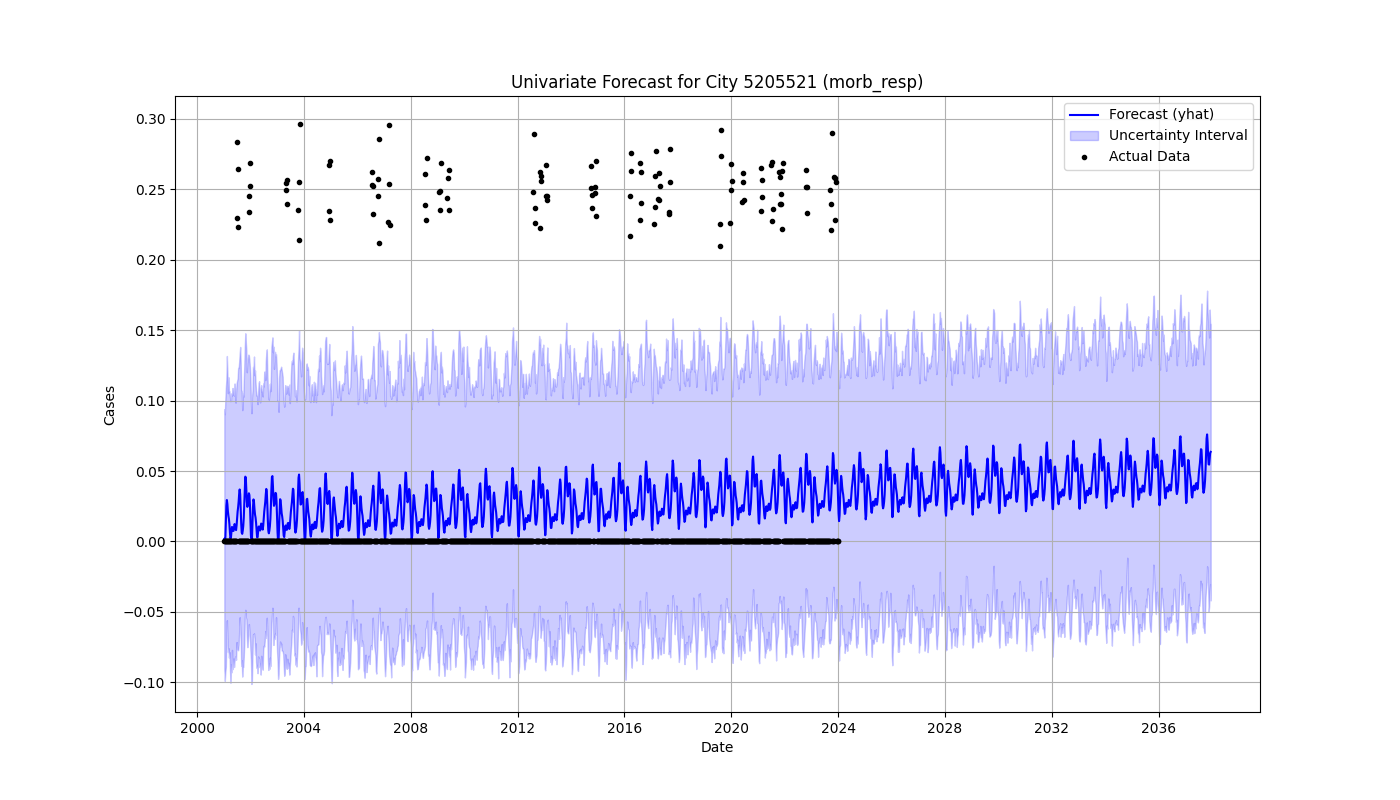 Univariate Forecast for City 5205521 (morb_resp)
Forecast (yhat)
Uncertainty Interval
Actual Data
Cases
0.30
0.25
0.20
0.15
0.10
0.05
0.00
−0.05
−0.10
2000 2004 2008 2012 2016 2020 2024 2028 2032 2036
Date